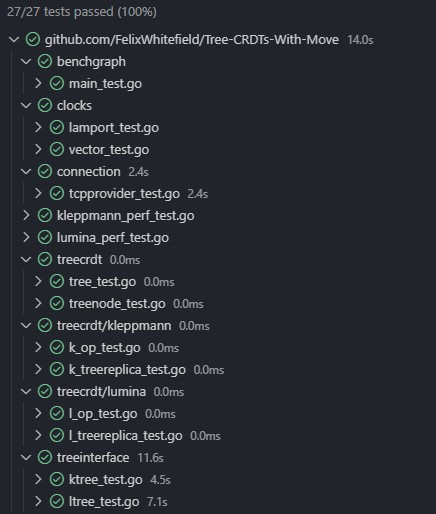 27/27 tests passed (100%)
github.com/FelixWhitefield/Tree-CRDTs-With-Move 14.0s
benchgraph
main_test.go
clocks
lamport_test.go
vector_test.go
connection 2.4s
tcpprovider_test.go 2.4s
kleppmann_perf_test.go
lumina_perf_test.go
treecrdt 0.0ms
tree_test.go 0.0ms
treenode_test.go 0.0ms
treecrdt/kleppmann 0.0ms
k_op_test.go 0.0ms
k_treereplica_test.go 0.0ms
treecrdt/lumina 0.0ms
l_op_test.go 0.0ms
l_treereplica_test.go 0.0ms
treeinterface 11.6s
ktree_test.go 4.5s
ltree_test.go 7.1s